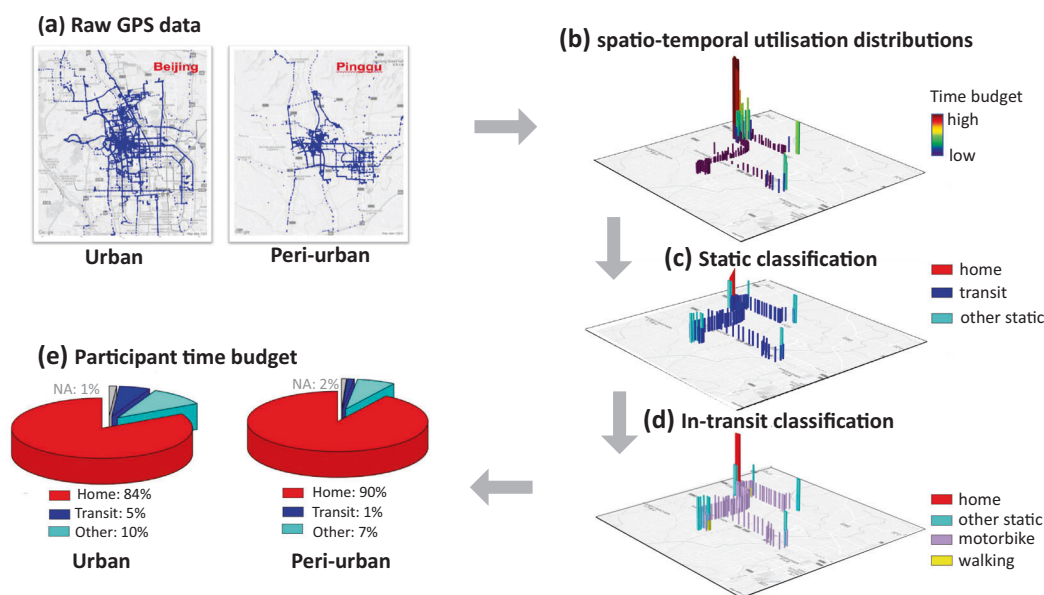 (a) Raw GPS data
Beijing
Pinggu
Urban
Peri-urban
(b) spatio-temporal utilisation distributions
Time budget
high
low
(c) Static classification
home
transit
other static
(d) In-transit classification
home
other static
motorbike
walking
(e) Participant time budget
NA: 1%
Home: 84%
Transit: 5%
Other: 10%
Urban
NA: 2%
Home: 90%
Transit: 1%
Other: 7%
Peri-urban